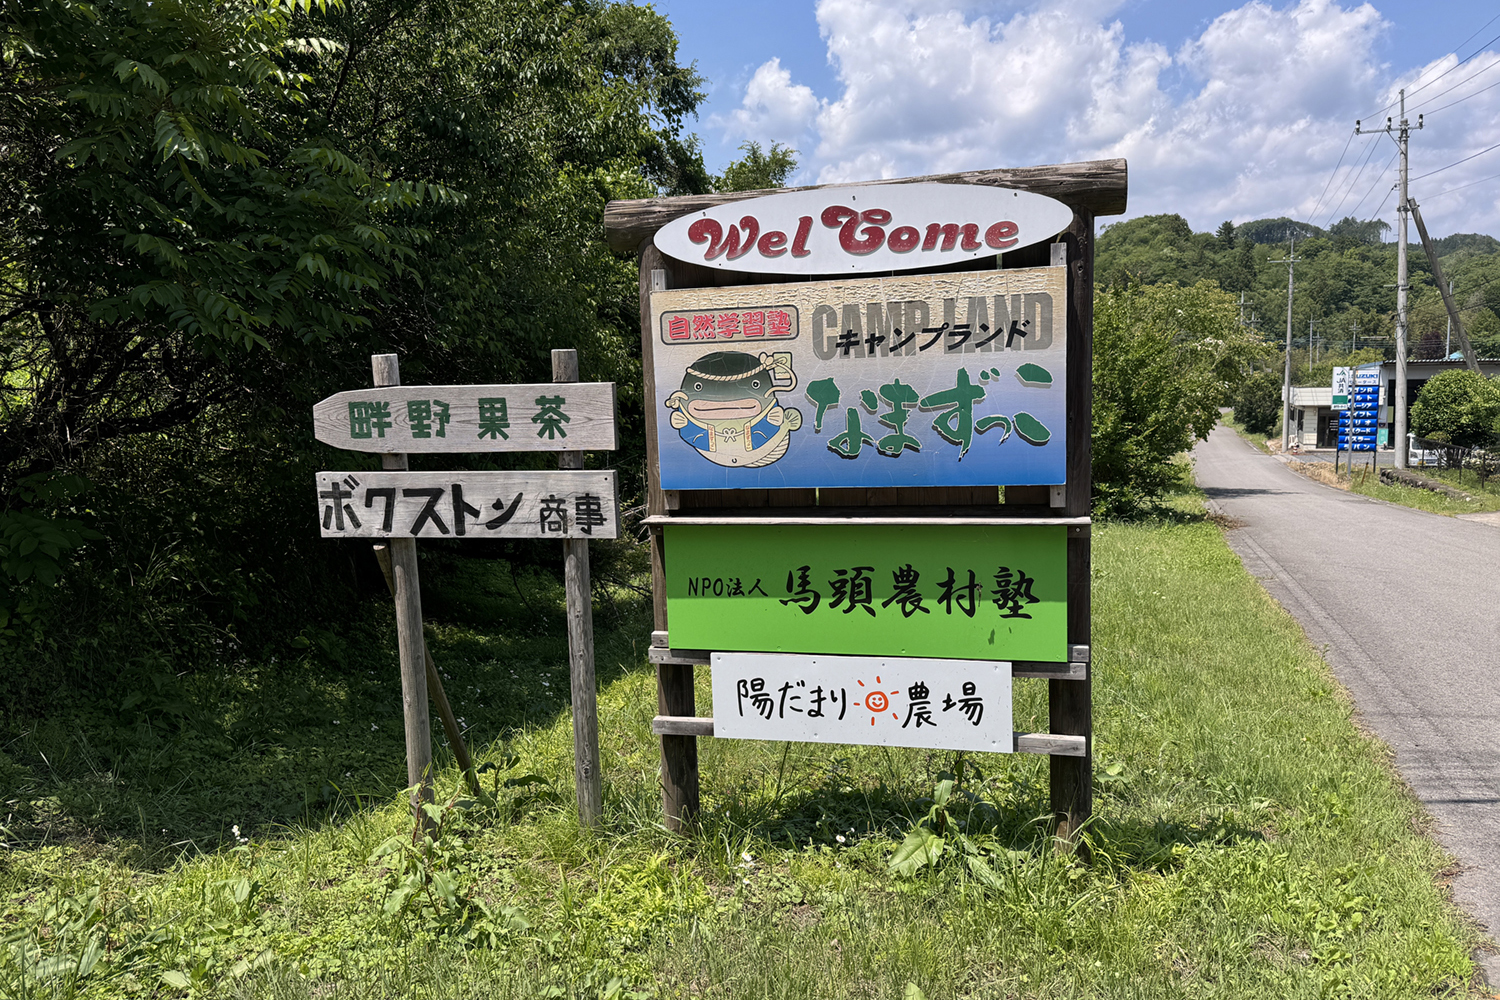 畔野果茶
ボクストン商事
Wel Come
自然学習塾
CAMP LAND
キャンプランド
なまずっこ
NPO法人 馬頭農村塾
陽だまり農場
SUZUKI